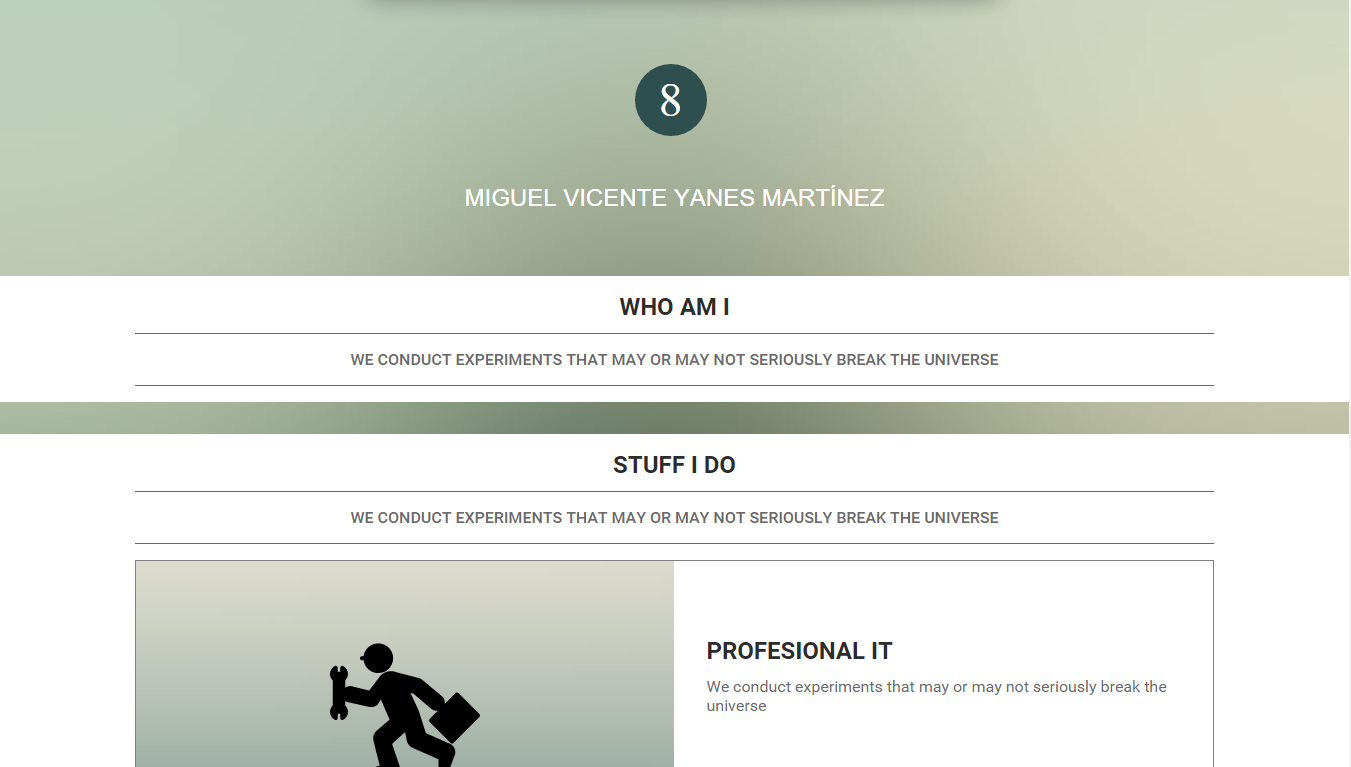 8
MIGUEL VICENTE YANES MARTÍNEZ
WHO AM I
WE CONDUCT EXPERIMENTS THAT MAY OR MAY NOT SERIOUSLY BREAK THE UNIVERSE
STUFF I DO
WE CONDUCT EXPERIMENTS THAT MAY OR MAY NOT SERIOUSLY BREAK THE UNIVERSE
PROFESIONAL IT
We conduct experiments that may or may not seriously break the
universe